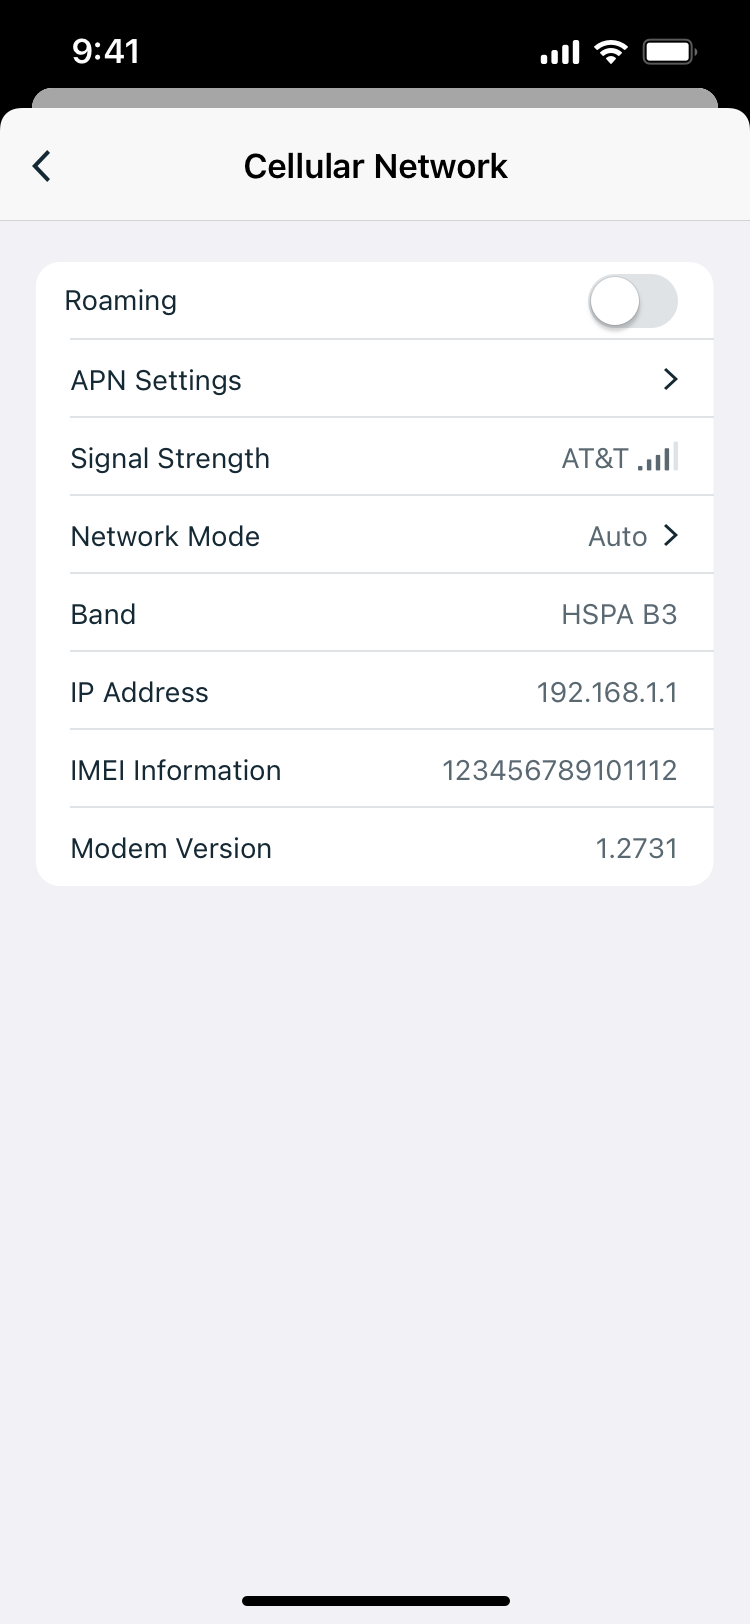 9:41
Cellular Network
Roaming
APN Settings
Signal Strength AT&T
Network Mode Auto
Band HSPA B3
IP Address 192.168.1.1
IMEI Information 123456789101112
Modem Version 1.2731